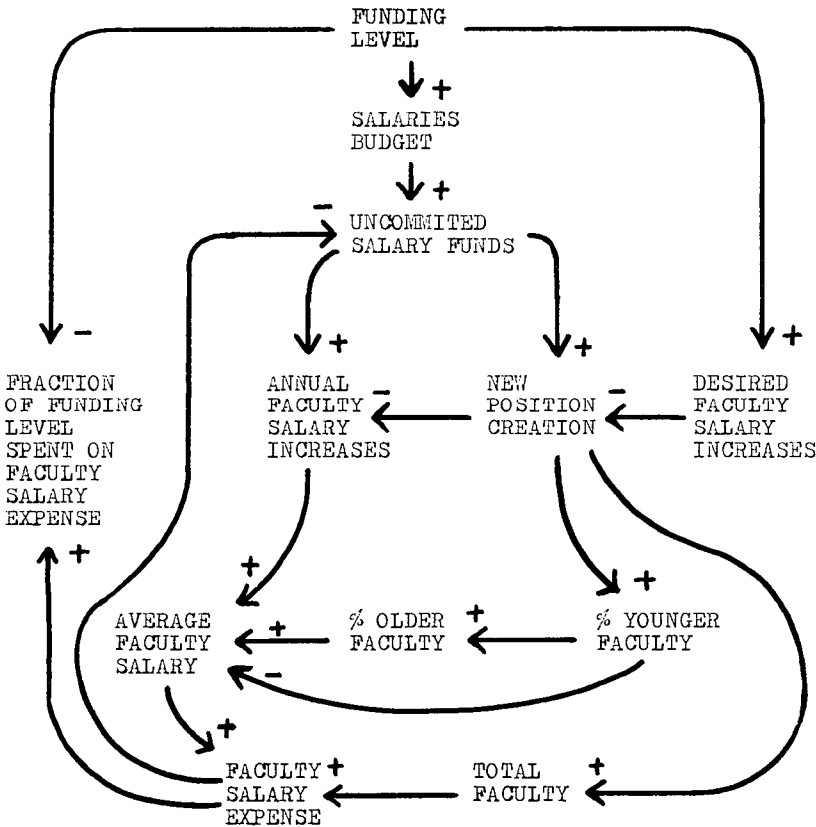 FUNDING
LEVEL
+
SALARIES
BUDGET
+
−
UNCOMMITED
SALARY FUNDS
−
+
+
+
FRACTION
OF FUNDING
LEVEL
SPENT ON
FACULTY
SALARY
EXPENSE
+
ANNUAL
FACULTY
SALARY
INCREASES
−
NEW
POSITION
CREATION
−
DESIRED
FACULTY
SALARY
INCREASES
+
AVERAGE
FACULTY
SALARY
+
−
% OLDER
FACULTY
+
% YOUNGER
FACULTY
+
+
FACULTY
SALARY
EXPENSE
+
TOTAL
FACULTY
+